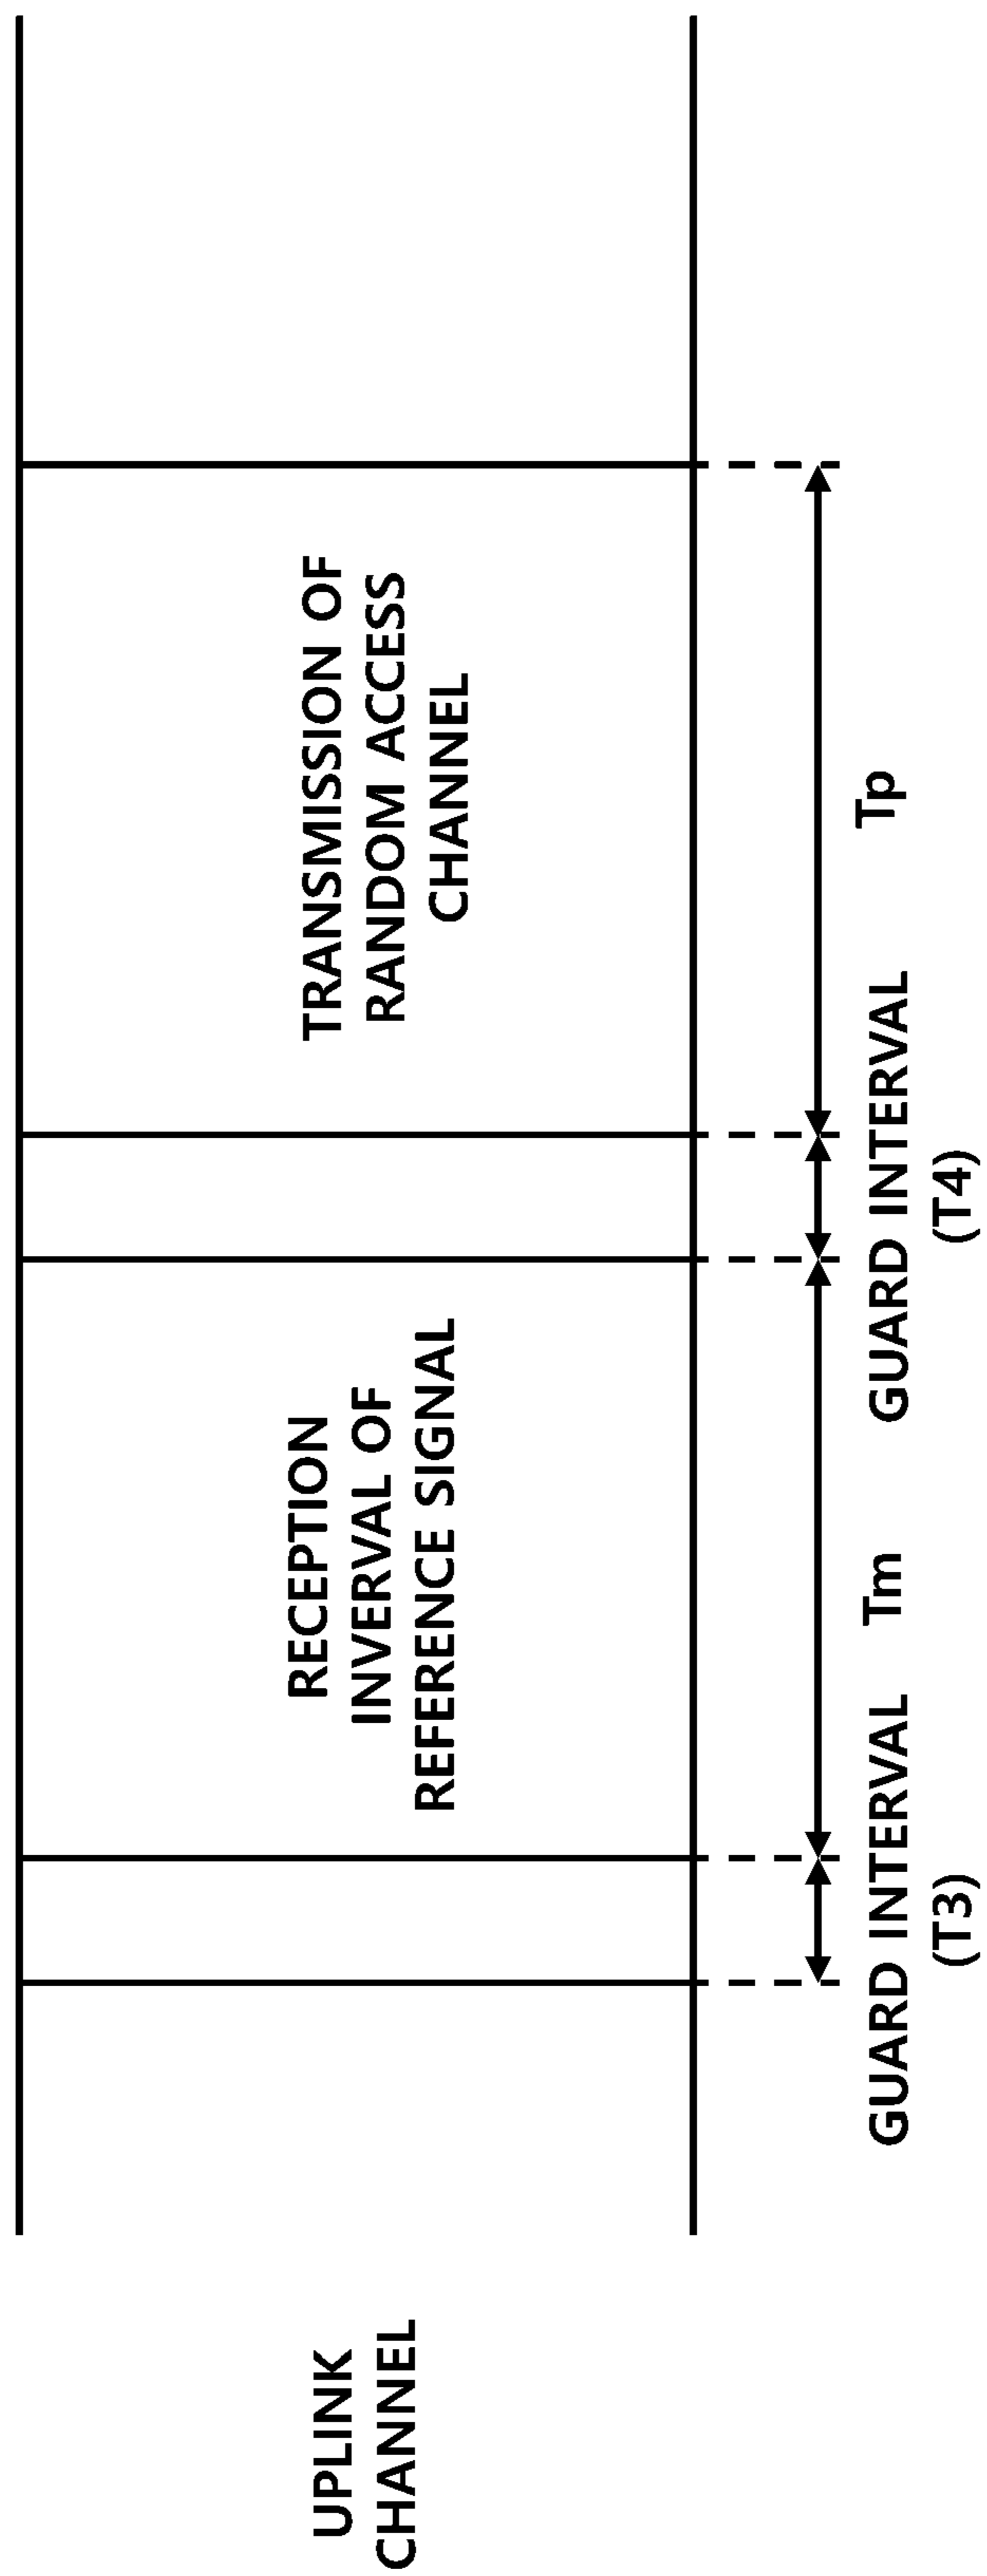 UPLINK
CHANNEL
RECEPTION
INVERVAL OF
REFERENCE SIGNAL
TRANSMISSION OF
RANDOM ACCESS
CHANNEL
GUARD INTERVAL
(T3)
Tm
GUARD INTERVAL
(T4)
Tp